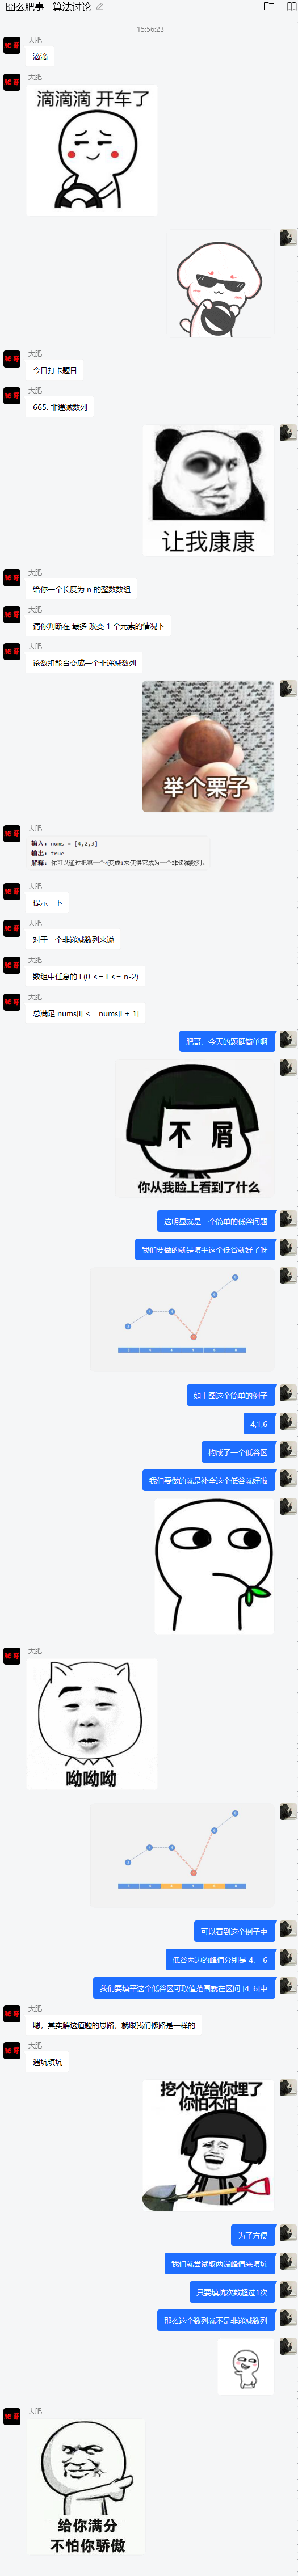 囧么肥事--算法讨论
15:56:23
大肥
滴滴
大肥
滴滴滴 开车了
大肥
今日打卡题目
大肥
665. 非递减数列
让我康康
大肥
给你一个长度为 n 的整数数组
大肥
请你判断在 最多 改变 1 个元素的情况下
大肥
该数组能否变成一个非递减数列
举个栗子
大肥
输入: nums = [4,2,3]
输出: true
解释: 你可以通过把第一个4变成1来使得它成为一个非递减数列。
大肥
提示一下
大肥
对于一个非递减数列来说
大肥
数组中任意的 i (0 <= i <= n-2)
大肥
总满足 nums[i] <= nums[i + 1]
肥哥，今天的题挺简单啊
不屑
你从我脸上看到了什么
这明显就是一个简单的低谷问题
我们要做的就是填平这个低谷就好了呀
如上图这个简单的例子
4,1,6
构成了一个低谷区
我们要做的就是补全这个低谷就好啦
大肥
呦呦呦
可以看到这个例子中
低谷两边的峰值分别是 4， 6
我们要填平这个低谷区可取值范围就在区间 [4, 6]中
大肥
嗯，其实解这道题的思路，就跟我们修路是一样的
大肥
遇坑填坑
挖个坑给你埋了
你怕不怕
为了方便
我们就尝试取两端峰值来填坑
只要填坑次数超过1次
那么这个数列就不是非递减数列
大肥
给你满分
不怕你骄傲